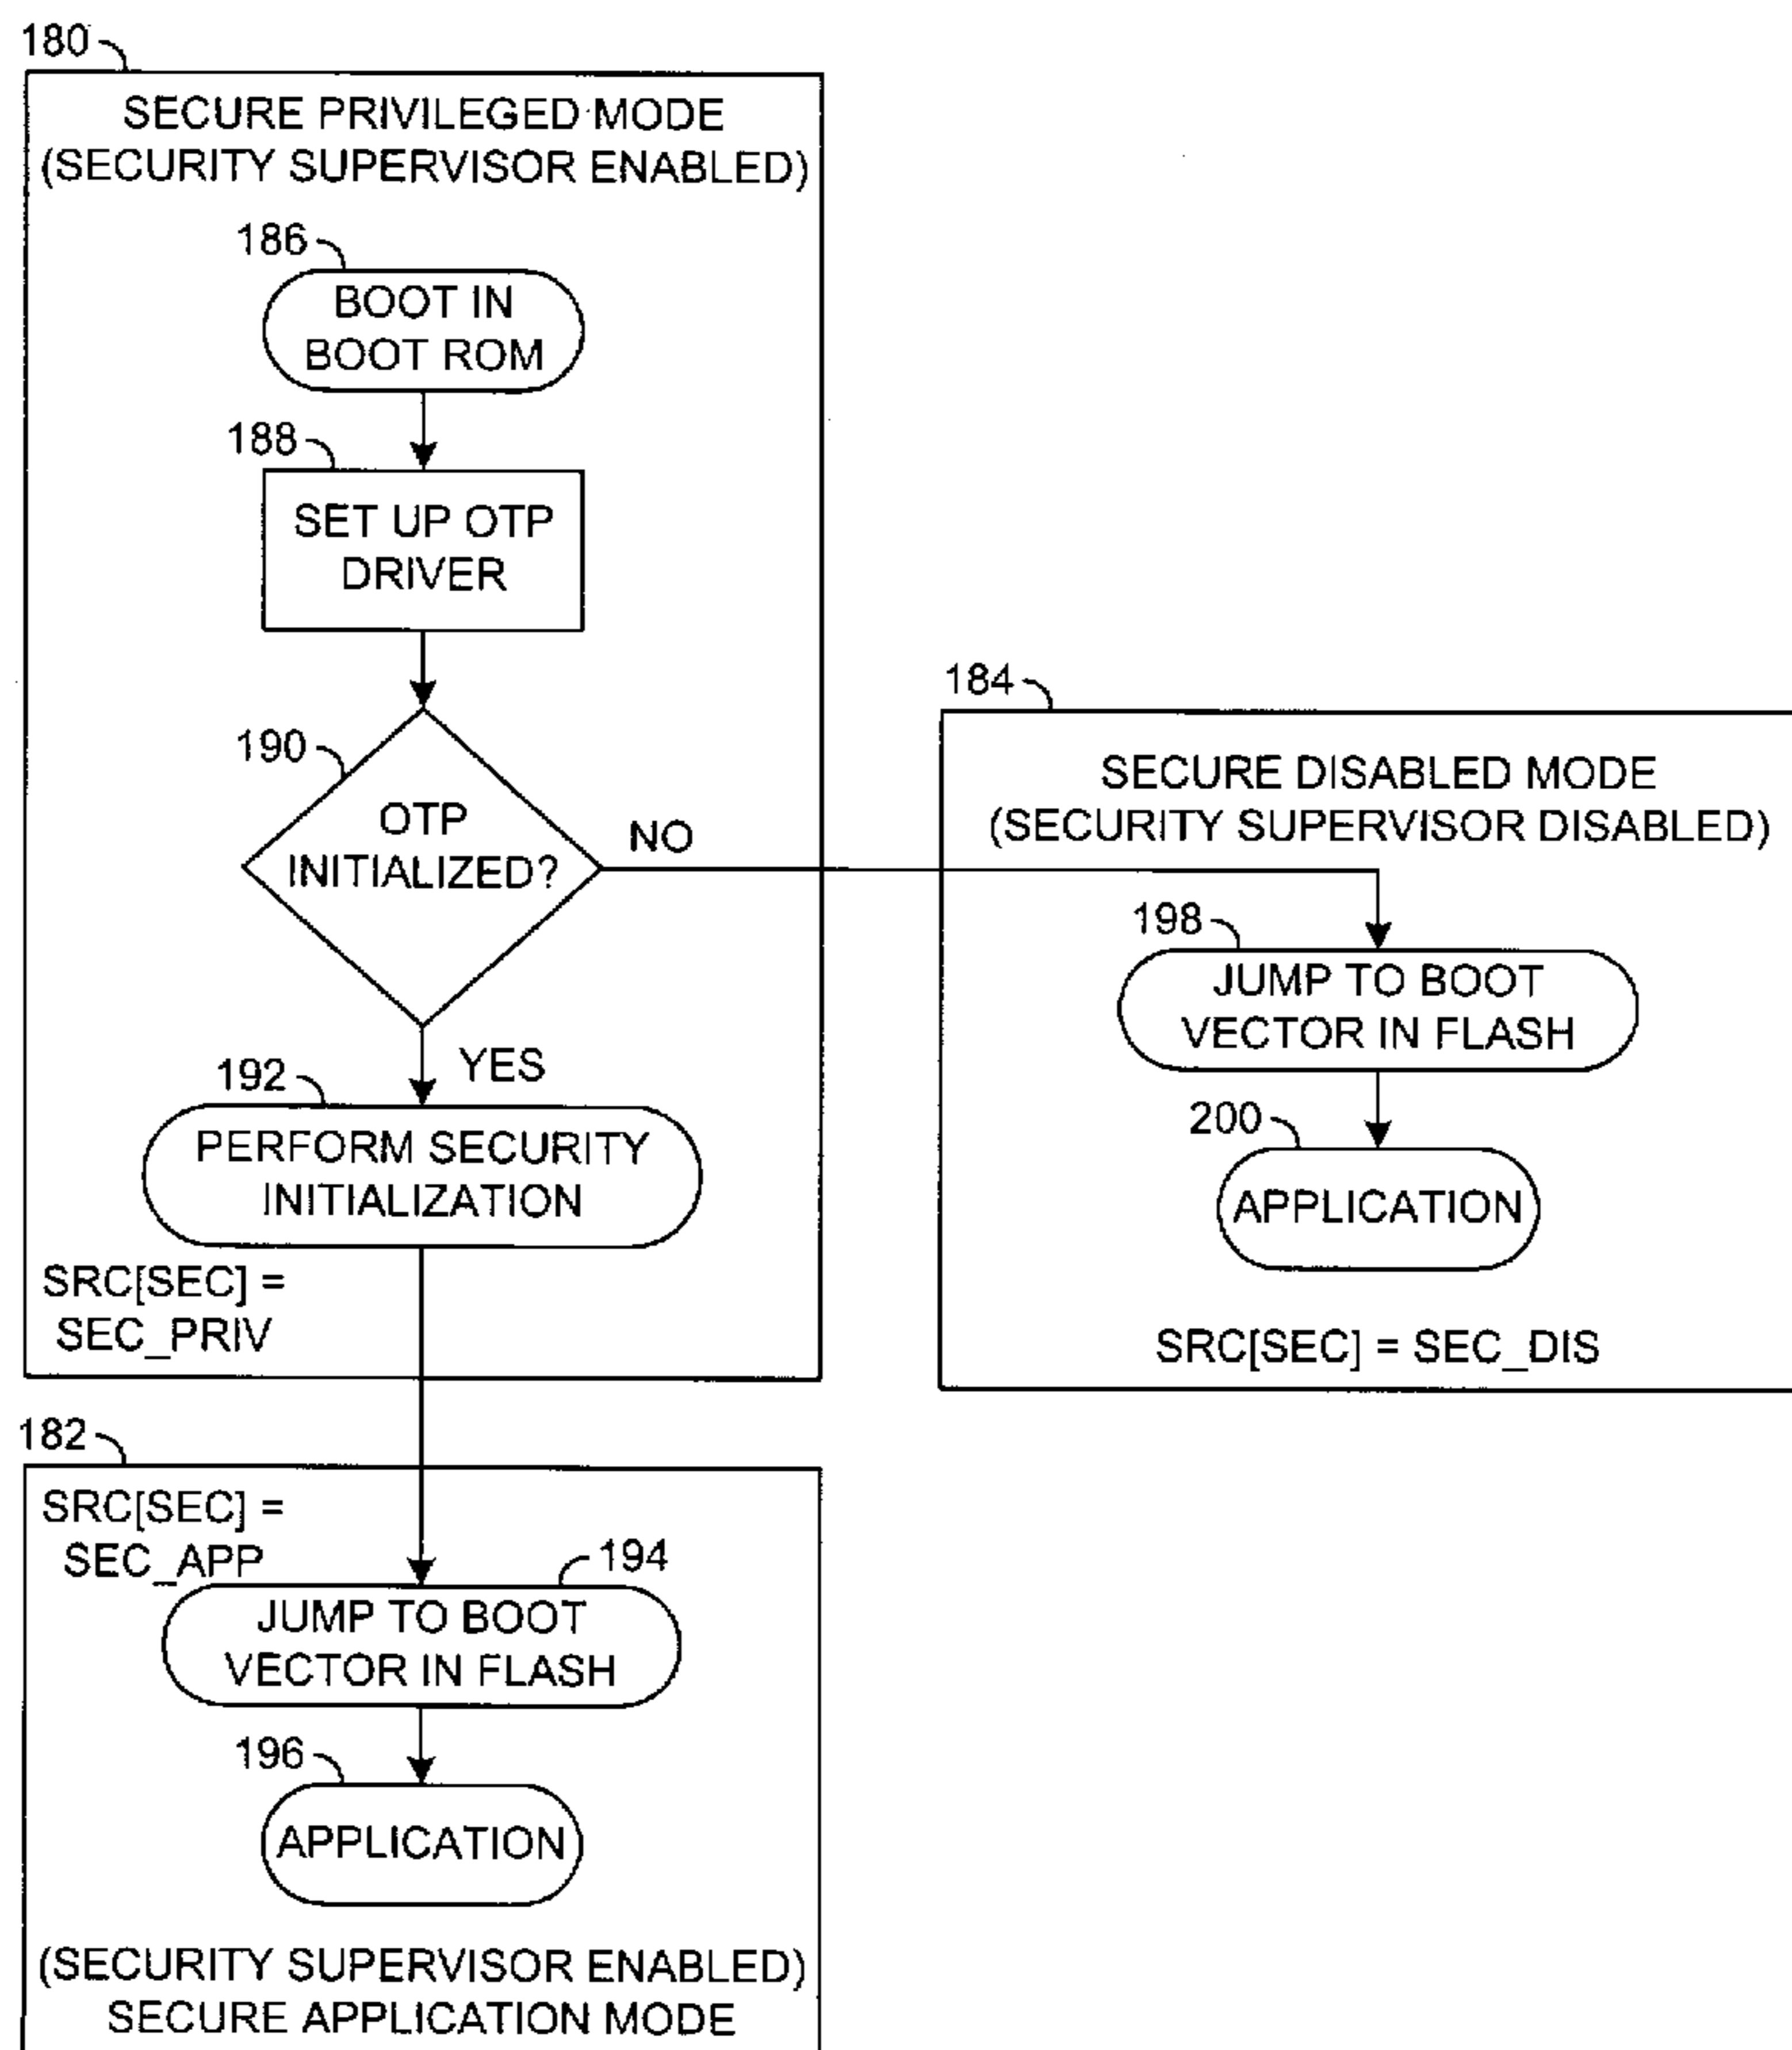 180
SECURE PRIVILEGED MODE
(SECURITY SUPERVISOR ENABLED)
186
BOOT IN
BOOT ROM
188
SET UP OTP
DRIVER
190
OTP
INITIALIZED?
NO
YES
192
PERFORM SECURITY
INITIALIZATION
SRC[SEC] =
SEC_PRIV
184
SECURE DISABLED MODE
(SECURITY SUPERVISOR DISABLED)
198
JUMP TO BOOT
VECTOR IN FLASH
200
APPLICATION
SRC[SEC] = SEC_DIS
182
SRC[SEC] =
SEC_APP
194
JUMP TO BOOT
VECTOR IN FLASH
196
APPLICATION
(SECURITY SUPERVISOR ENABLED)
SECURE APPLICATION MODE